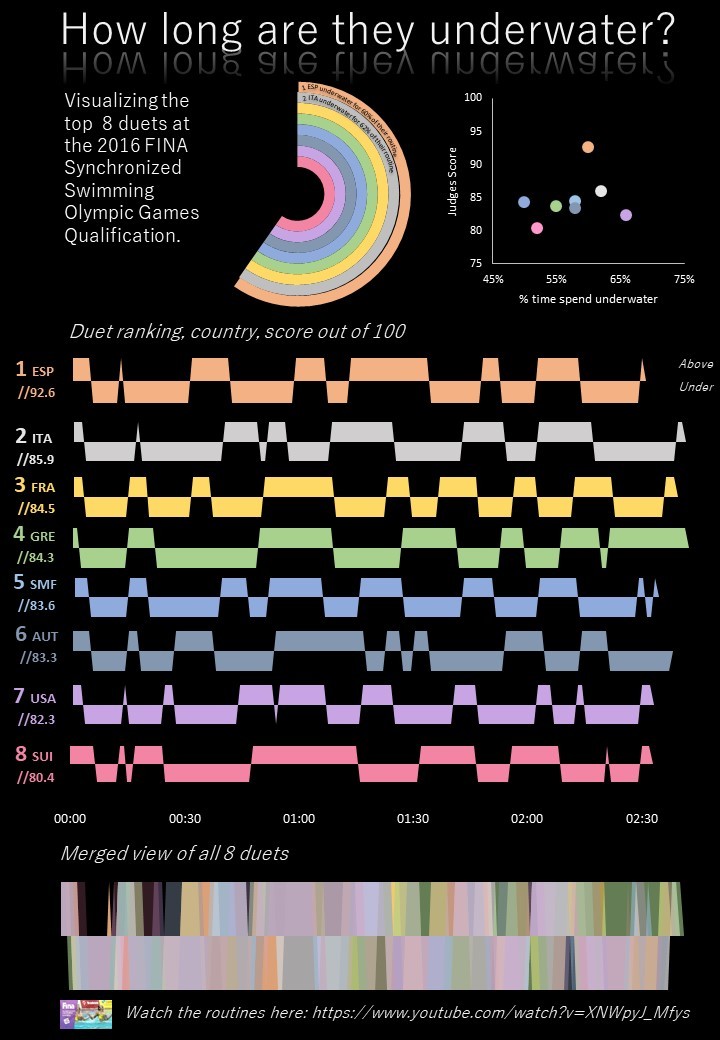 How long are they underwater?
Visualizing the
top 8 duets at
the 2016 FINA
Synchronized
Swimming
Olympic Games
Qualification.
1 ESP underwater for 60% of their routine
2 ITA underwater for 62% of their routine
100
95
90
85
80
75
Judges Score
45%
55%
65%
75%
% time spend underwater
Duet ranking, country, score out of 100
1 ESP
//92.6
Above
Under
2 ITA
//85.9
3 FRA
//84.5
4 GRE
//84.3
5 SMF
//83.6
6 AUT
//83.3
7 USA
//82.3
8 SUI
//80.4
00:00
00:30
01:00
01:30
02:00
02:30
Merged view of all 8 duets
Fina
Watch the routines here: https://www.youtube.com/watch?v=XNWpyJ_Mfys